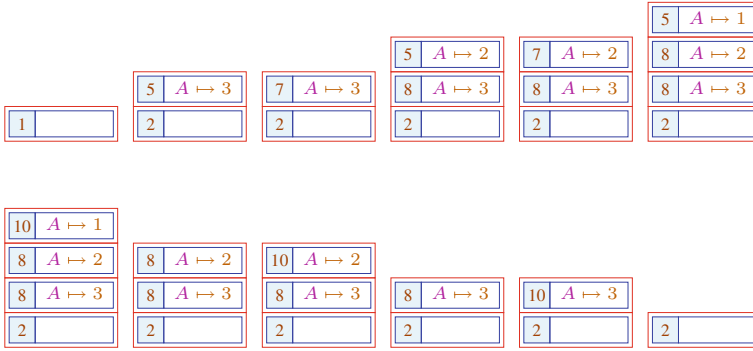 5 A ↦ 1
5 A ↦ 2 7 A ↦ 2 8 A ↦ 2
5 A ↦ 3 7 A ↦ 3 8 A ↦ 3 8 A ↦ 3 8 A ↦ 3
1 2 2 2 2 2
10 A ↦ 1
8 A ↦ 2 8 A ↦ 2 10 A ↦ 2
8 A ↦ 3 8 A ↦ 3 8 A ↦ 3 8 A ↦ 3 10 A ↦ 3
2 2 2 2 2 2